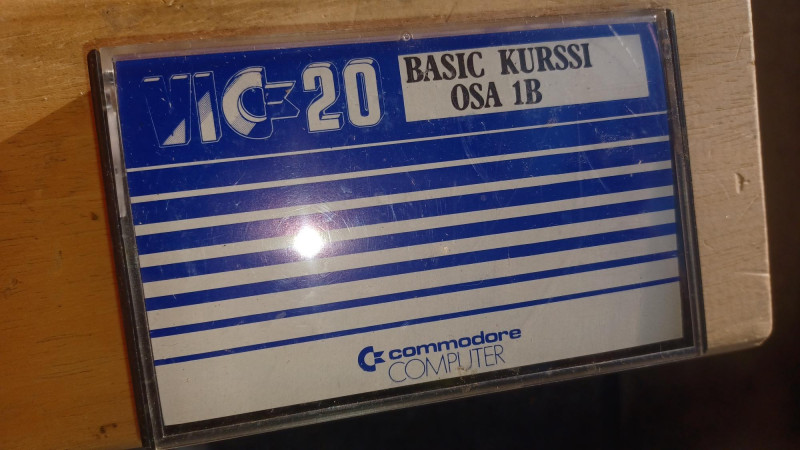 VIC 20
BASIC KURSSI
OSA 1B
commodore
COMPUTER